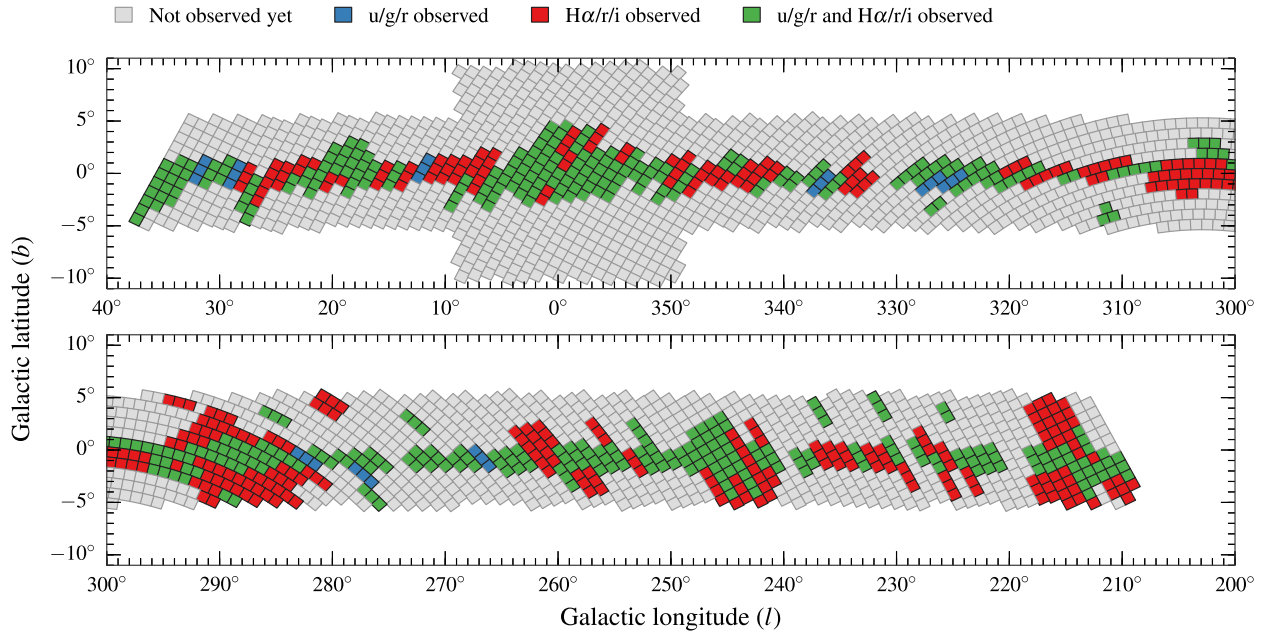 Not observed yet u/g/r observed Hα/r/i observed u/g/r and Hα/r/i observed
10°
5°
0°
−5°
−10°
40° 30° 20° 10° 0° 350° 340° 330° 320° 310° 300°
Galactic latitude (b)
10°
5°
0°
−5°
−10°
300° 290° 280° 270° 260° 250° 240° 230° 220° 210° 200°
Galactic longitude (l)